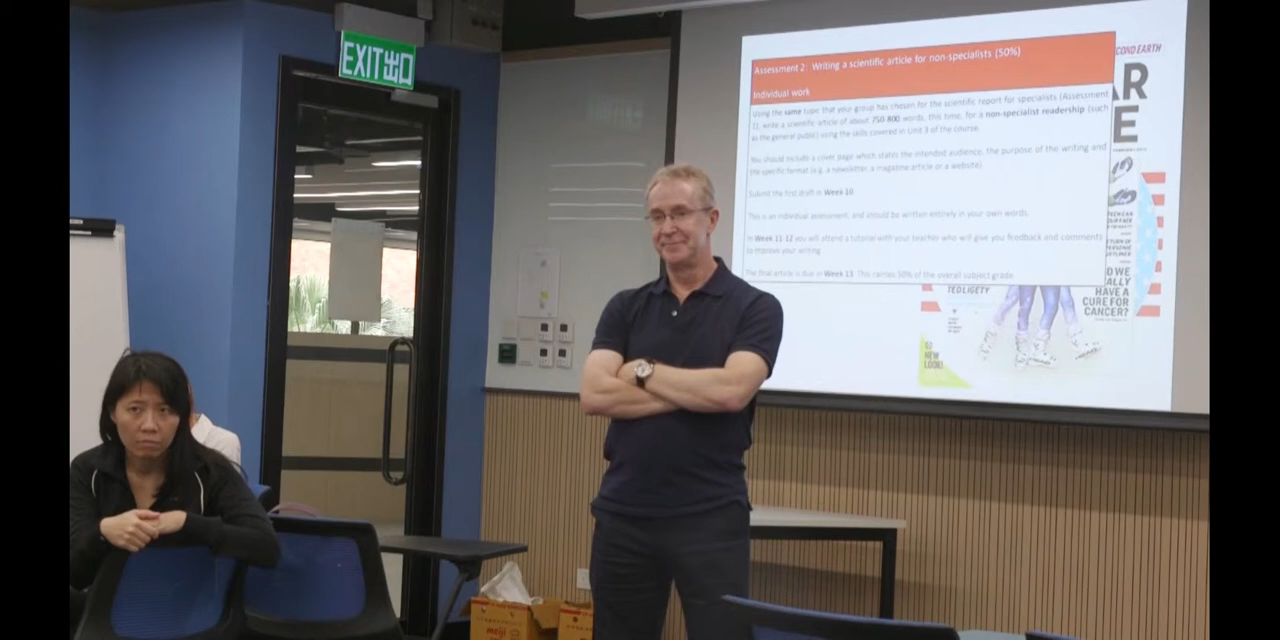 EXIT出口
Assessment 2: Writing a scientific article for non-specialists (50%)
Individual work
Using the same topic that your group has chosen for the scientific report for specialists (Assessment
1), write a scientific article of about 750-800 words, this time, for a non-specialist readership (such
as the general public) using the skills covered in Unit 3 of the course.
You should include a cover page which states the intended audience, the purpose of the writing and
the specific format (e.g. a newsletter, a magazine article or a website)
Submit the first draft in Week 10.
This is an individual assessment, and should be written entirely in your own words.
In Week 11-12 you will attend a tutorial with your teacher who will give you feedback and comments
to improve your writing
The final article is due in Week 13. This carries 50% of the overall subject grade.
COND EARTH
AR
E
TED LIGETY
DO WE
ALLY
HAVE A
CURE FOR
CANCER?
NEW
LOOK!
meiji